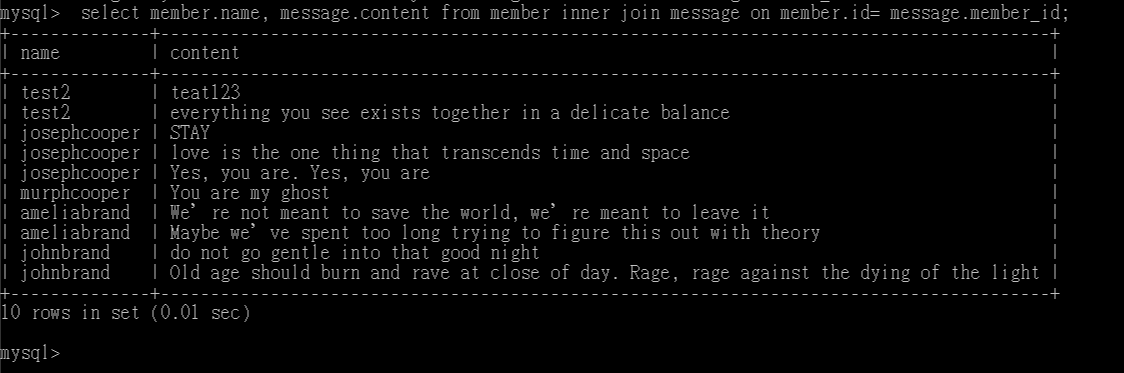 mysql>  select member.name, message.content from member inner join message on member.id= message.member_id;
+--------------+------------------------------------------------------------------------------------------+
| name         | content                                                                                  |
+--------------+------------------------------------------------------------------------------------------+
| test2        | teat123                                                                                  |
| test2        | everything you see exists together in a delicate balance                                 |
| josephcooper | STAY                                                                                     |
| josephcooper | love is the one thing that transcends time and space                                     |
| josephcooper | Yes, you are. Yes, you are                                                               |
| murphcooper  | You are my ghost                                                                         |
| ameliabrand  | We’re not meant to save the world, we’re meant to leave it                               |
| ameliabrand  | Maybe we’ve spent too long trying to figure this out with theory                         |
| johnbrand    | do not go gentle into that good night                                                    |
| johnbrand    | Old age should burn and rave at close of day. Rage, rage against the dying of the light |
+--------------+------------------------------------------------------------------------------------------+
10 rows in set (0.01 sec)
mysql>